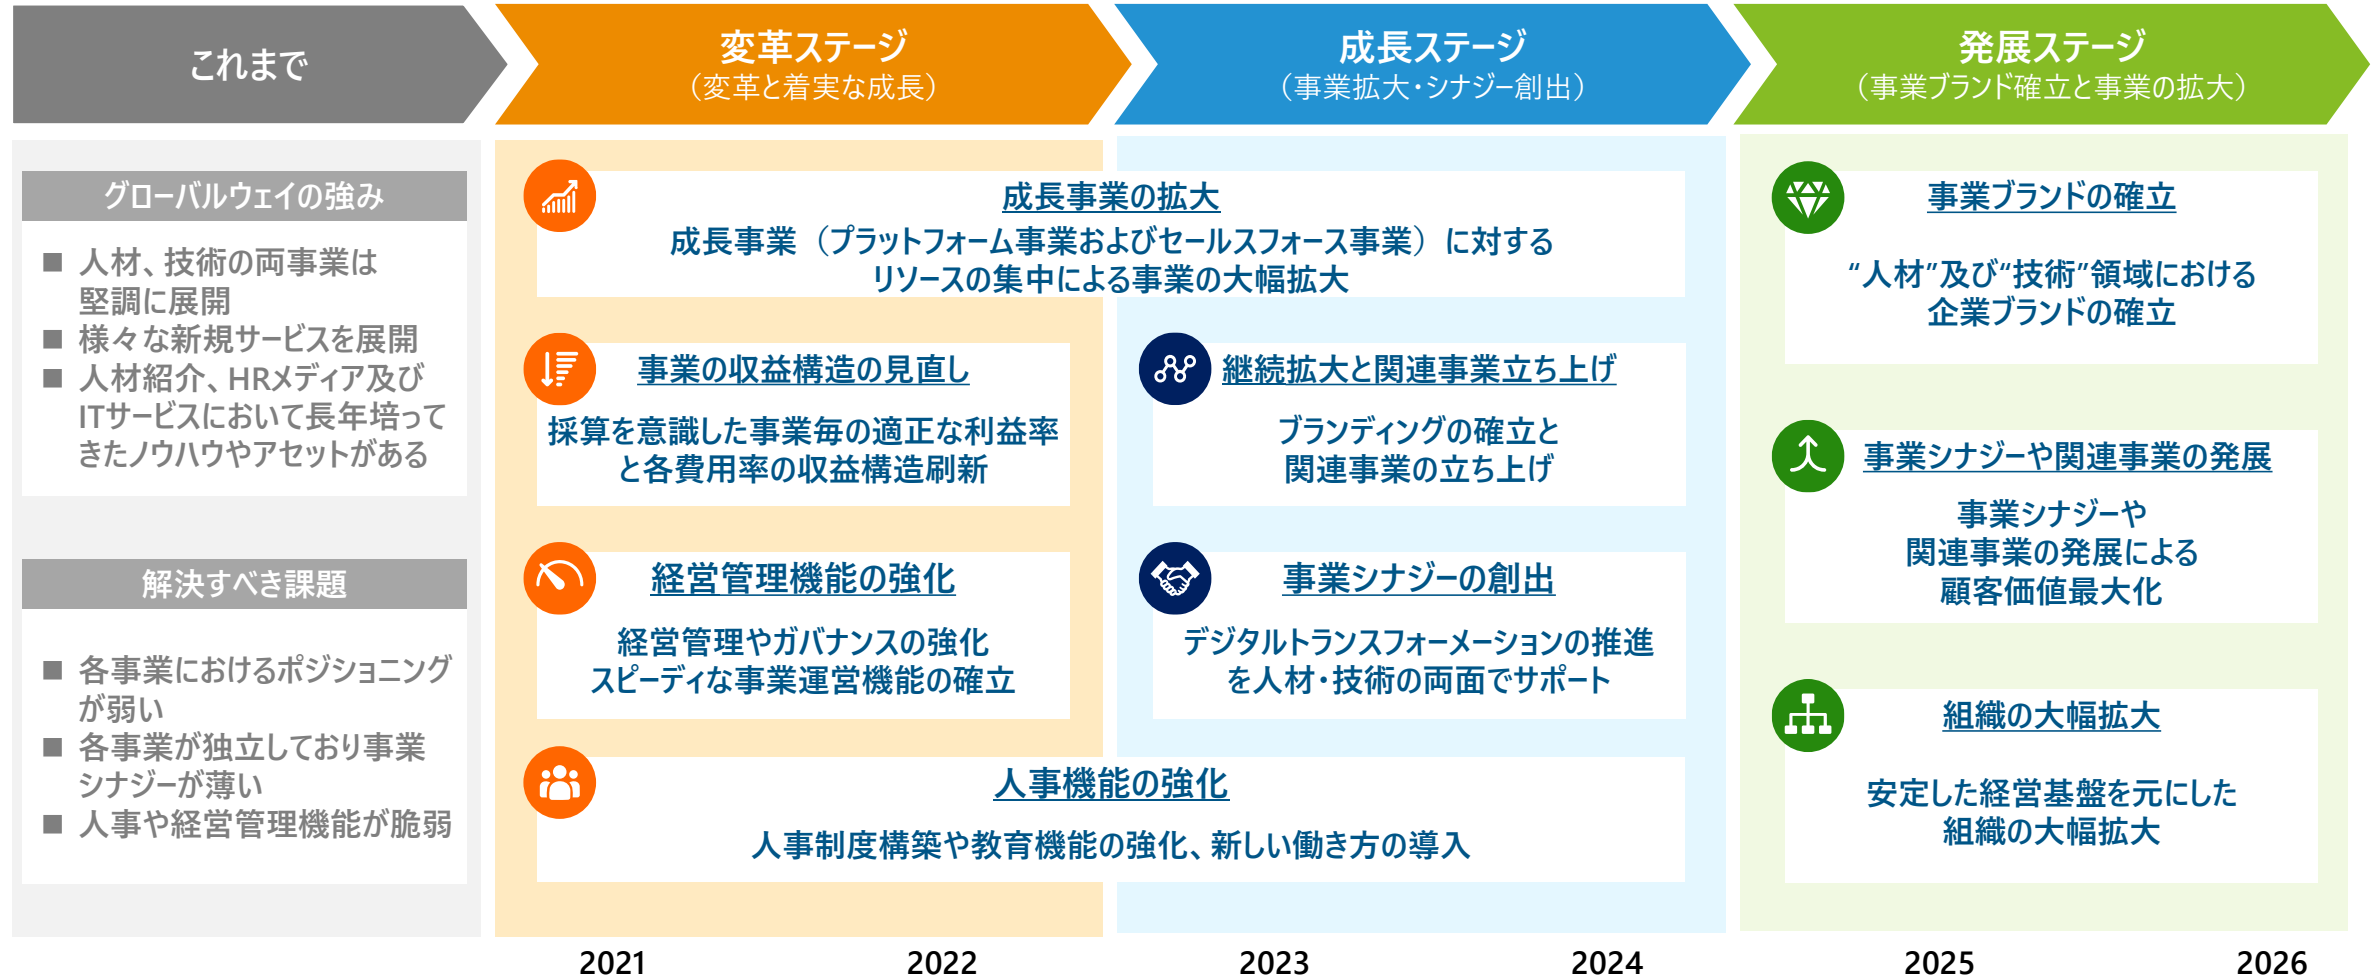 これまで
変革ステージ
（変革と着実な成長）
成長ステージ
（事業拡大・シナジー創出）
発展ステージ
（事業ブランド確立と事業の拡大）
グローバルウェイの強み
■ 人材、技術の両事業は
堅調に展開
■ 様々な新規サービスを展開
■ 人材紹介、HRメディア及び
ITサービスにおいて長年培って
きたノウハウやアセットがある
解決すべき課題
■ 各事業におけるポジショニング
が弱い
■ 各事業が独立しており事業
シナジーが薄い
■ 人事や経営管理機能が脆弱
成長事業の拡大
成長事業（プラットフォーム事業およびセールスフォース事業）に対する
リソースの集中による事業の大幅拡大
事業の収益構造の見直し
採算を意識した事業毎の適正な利益率
と各費用率の収益構造刷新
継続拡大と関連事業立ち上げ
ブランディングの確立と
関連事業の立ち上げ
経営管理機能の強化
経営管理やガバナンスの強化
スピーディな事業運営機能の確立
事業シナジーの創出
デジタルトランスフォーメーションの推進
を人材・技術の両面でサポート
人事機能の強化
人事制度構築や教育機能の強化、新しい働き方の導入
事業ブランドの確立
“人材”及び“技術”領域における
企業ブランドの確立
事業シナジーや関連事業の発展
事業シナジーや
関連事業の発展による
顧客価値最大化
組織の大幅拡大
安定した経営基盤を元にした
組織の大幅拡大
2021
2022
2023
2024
2025
2026